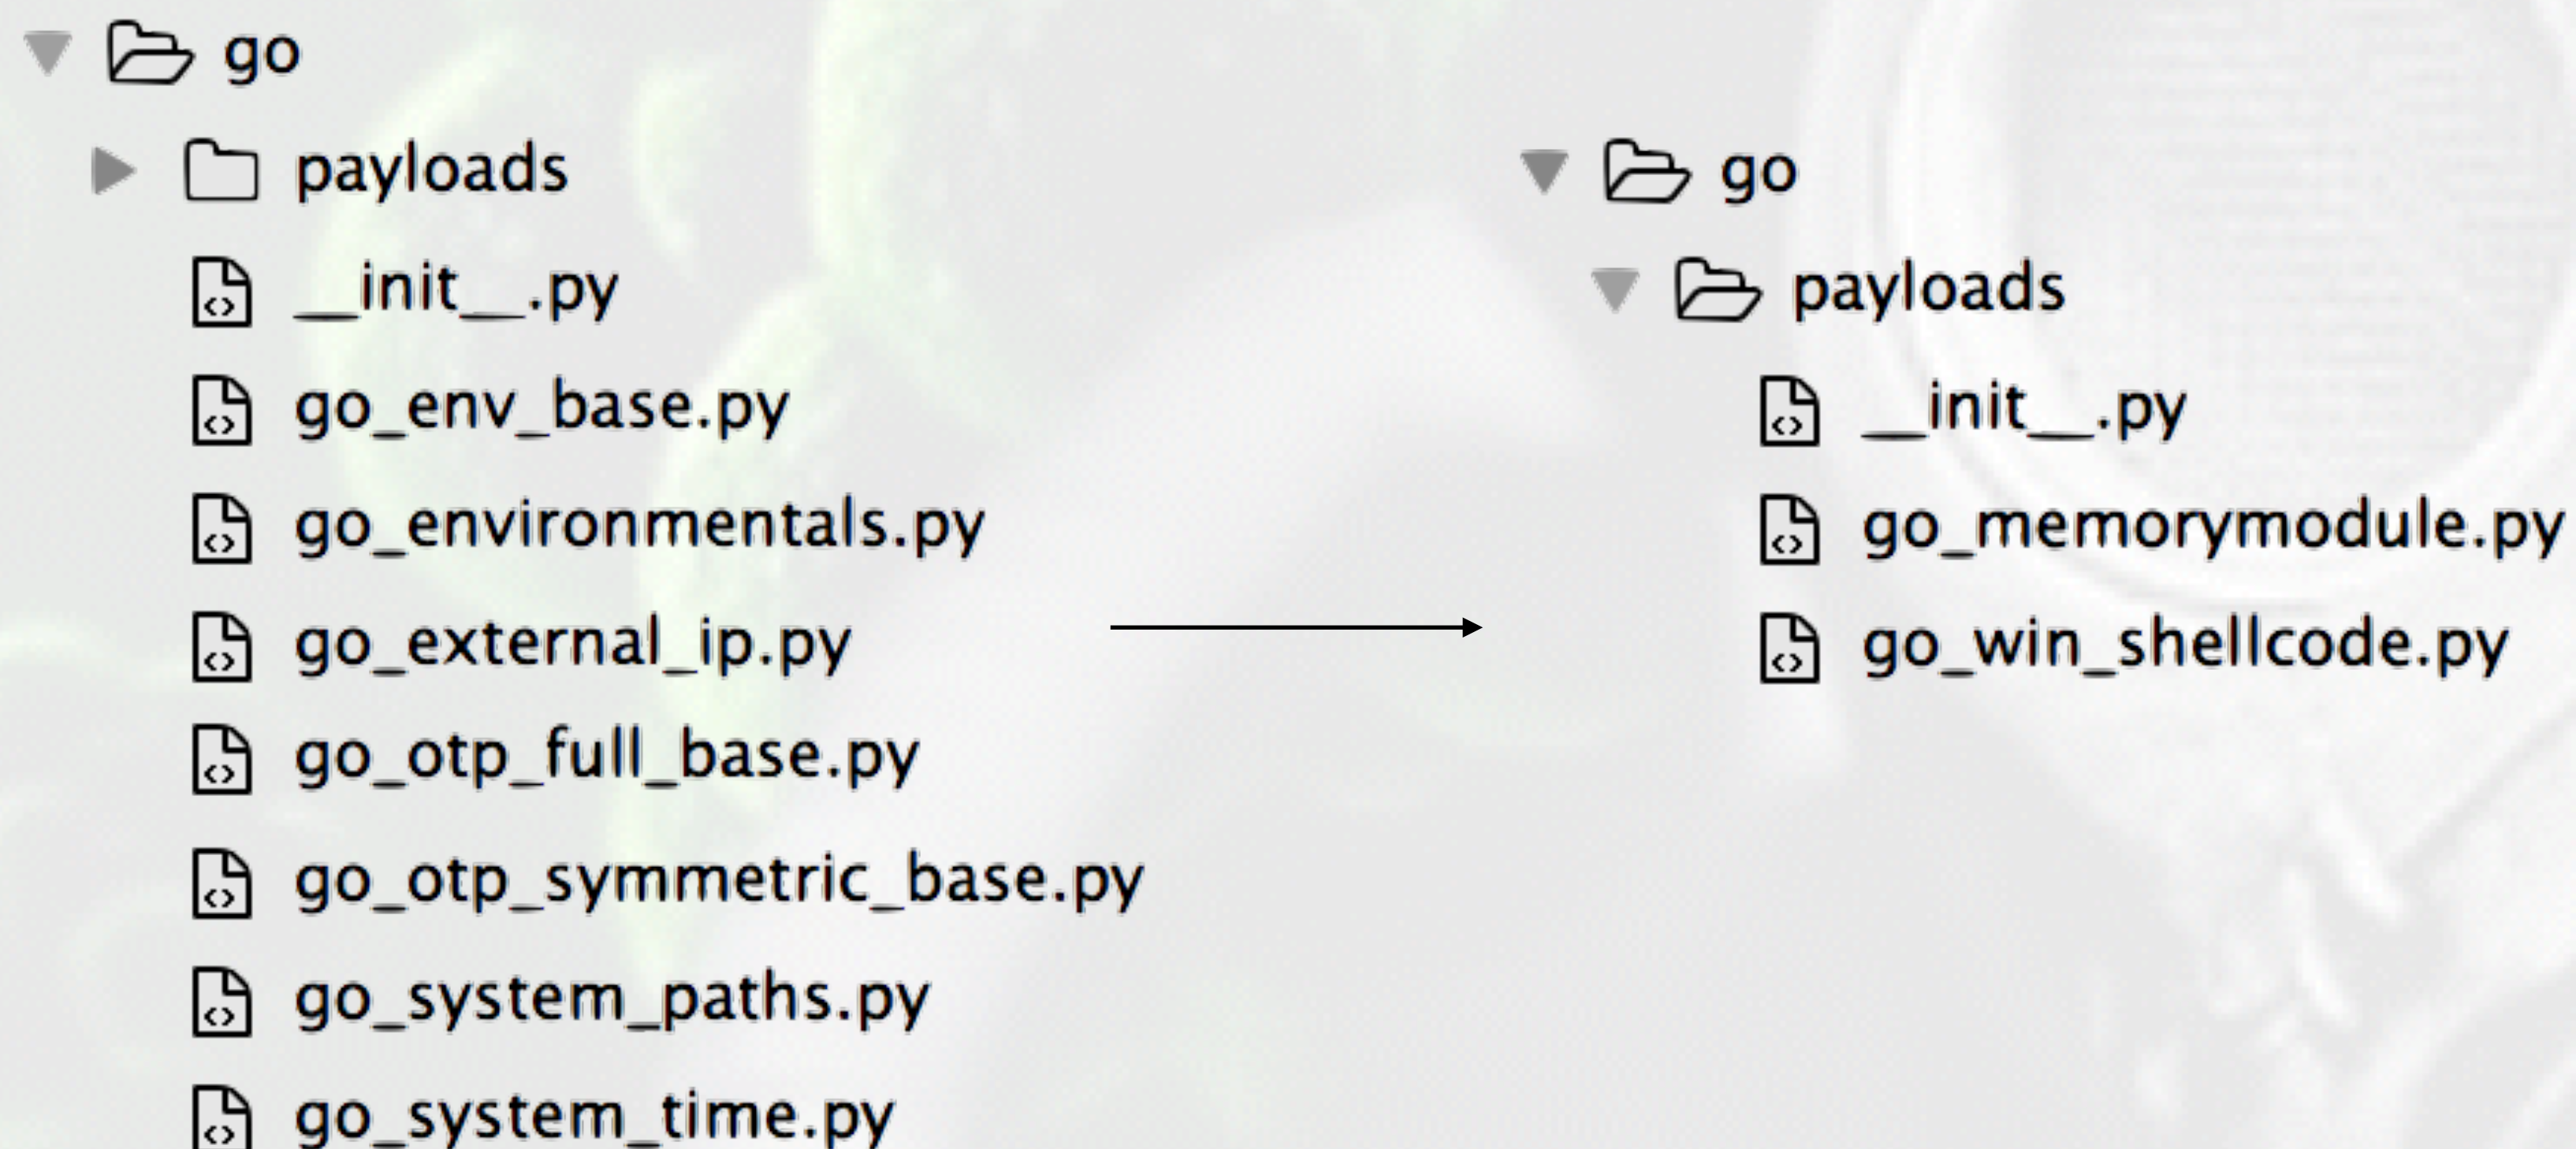 go
payloads
__init__.py
go_env_base.py
go_environmentals.py
go_external_ip.py
go_otp_full_base.py
go_otp_symmetric_base.py
go_system_paths.py
go_system_time.py
go
payloads
__init__.py
go_memorymodule.py
go_win_shellcode.py